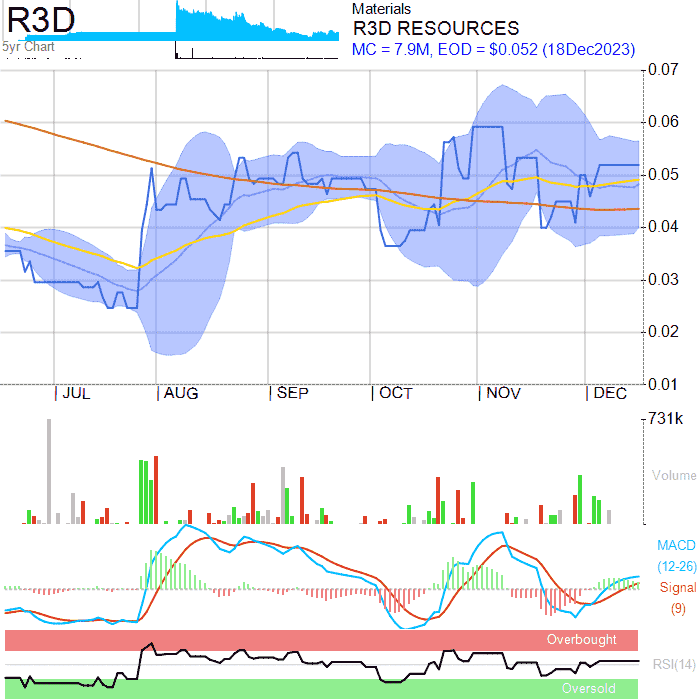 R3D
5yr Chart
Materials
R3D RESOURCES
MC = 7.9M, EOD = $0.052 (18Dec2023)
0.07
0.06
0.05
0.04
0.03
0.02
0.01
JUL AUG SEP OCT NOV DEC
731k
Volume
MACD
(12-26)
Signal
(9)
Overbought
RSI(14)
Oversold